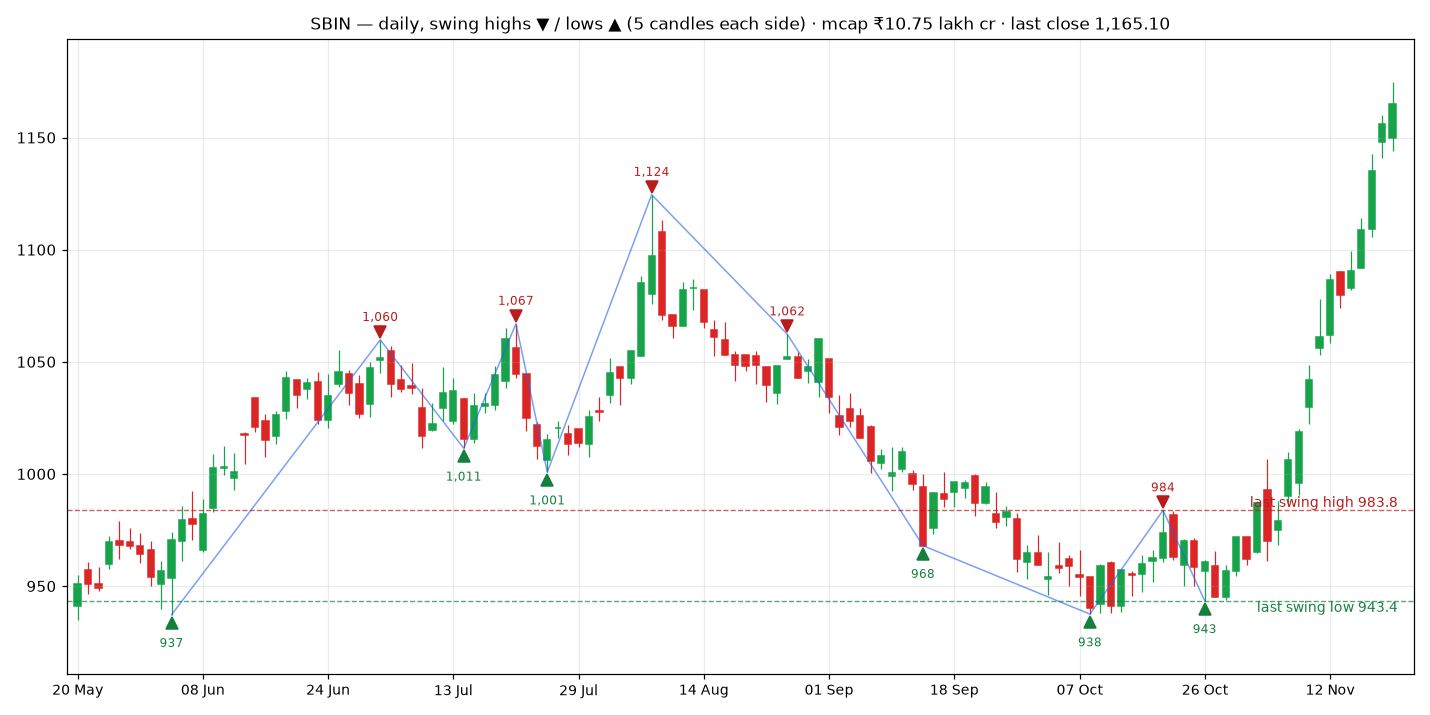 SBIN — daily, swing highs ▼ / lows ▲ (5 candles each side) · mcap ₹10.75 lakh cr · last close 1,165.10
1150
1100
1050
1000
950
1,124
1,067
1,060
1,062
1,011
1,001
984
last swing high 983.8
968
last swing low 943.4
937
938
943
20 May
08 Jun
24 Jun
13 Jul
29 Jul
14 Aug
01 Sep
18 Sep
07 Oct
26 Oct
12 Nov